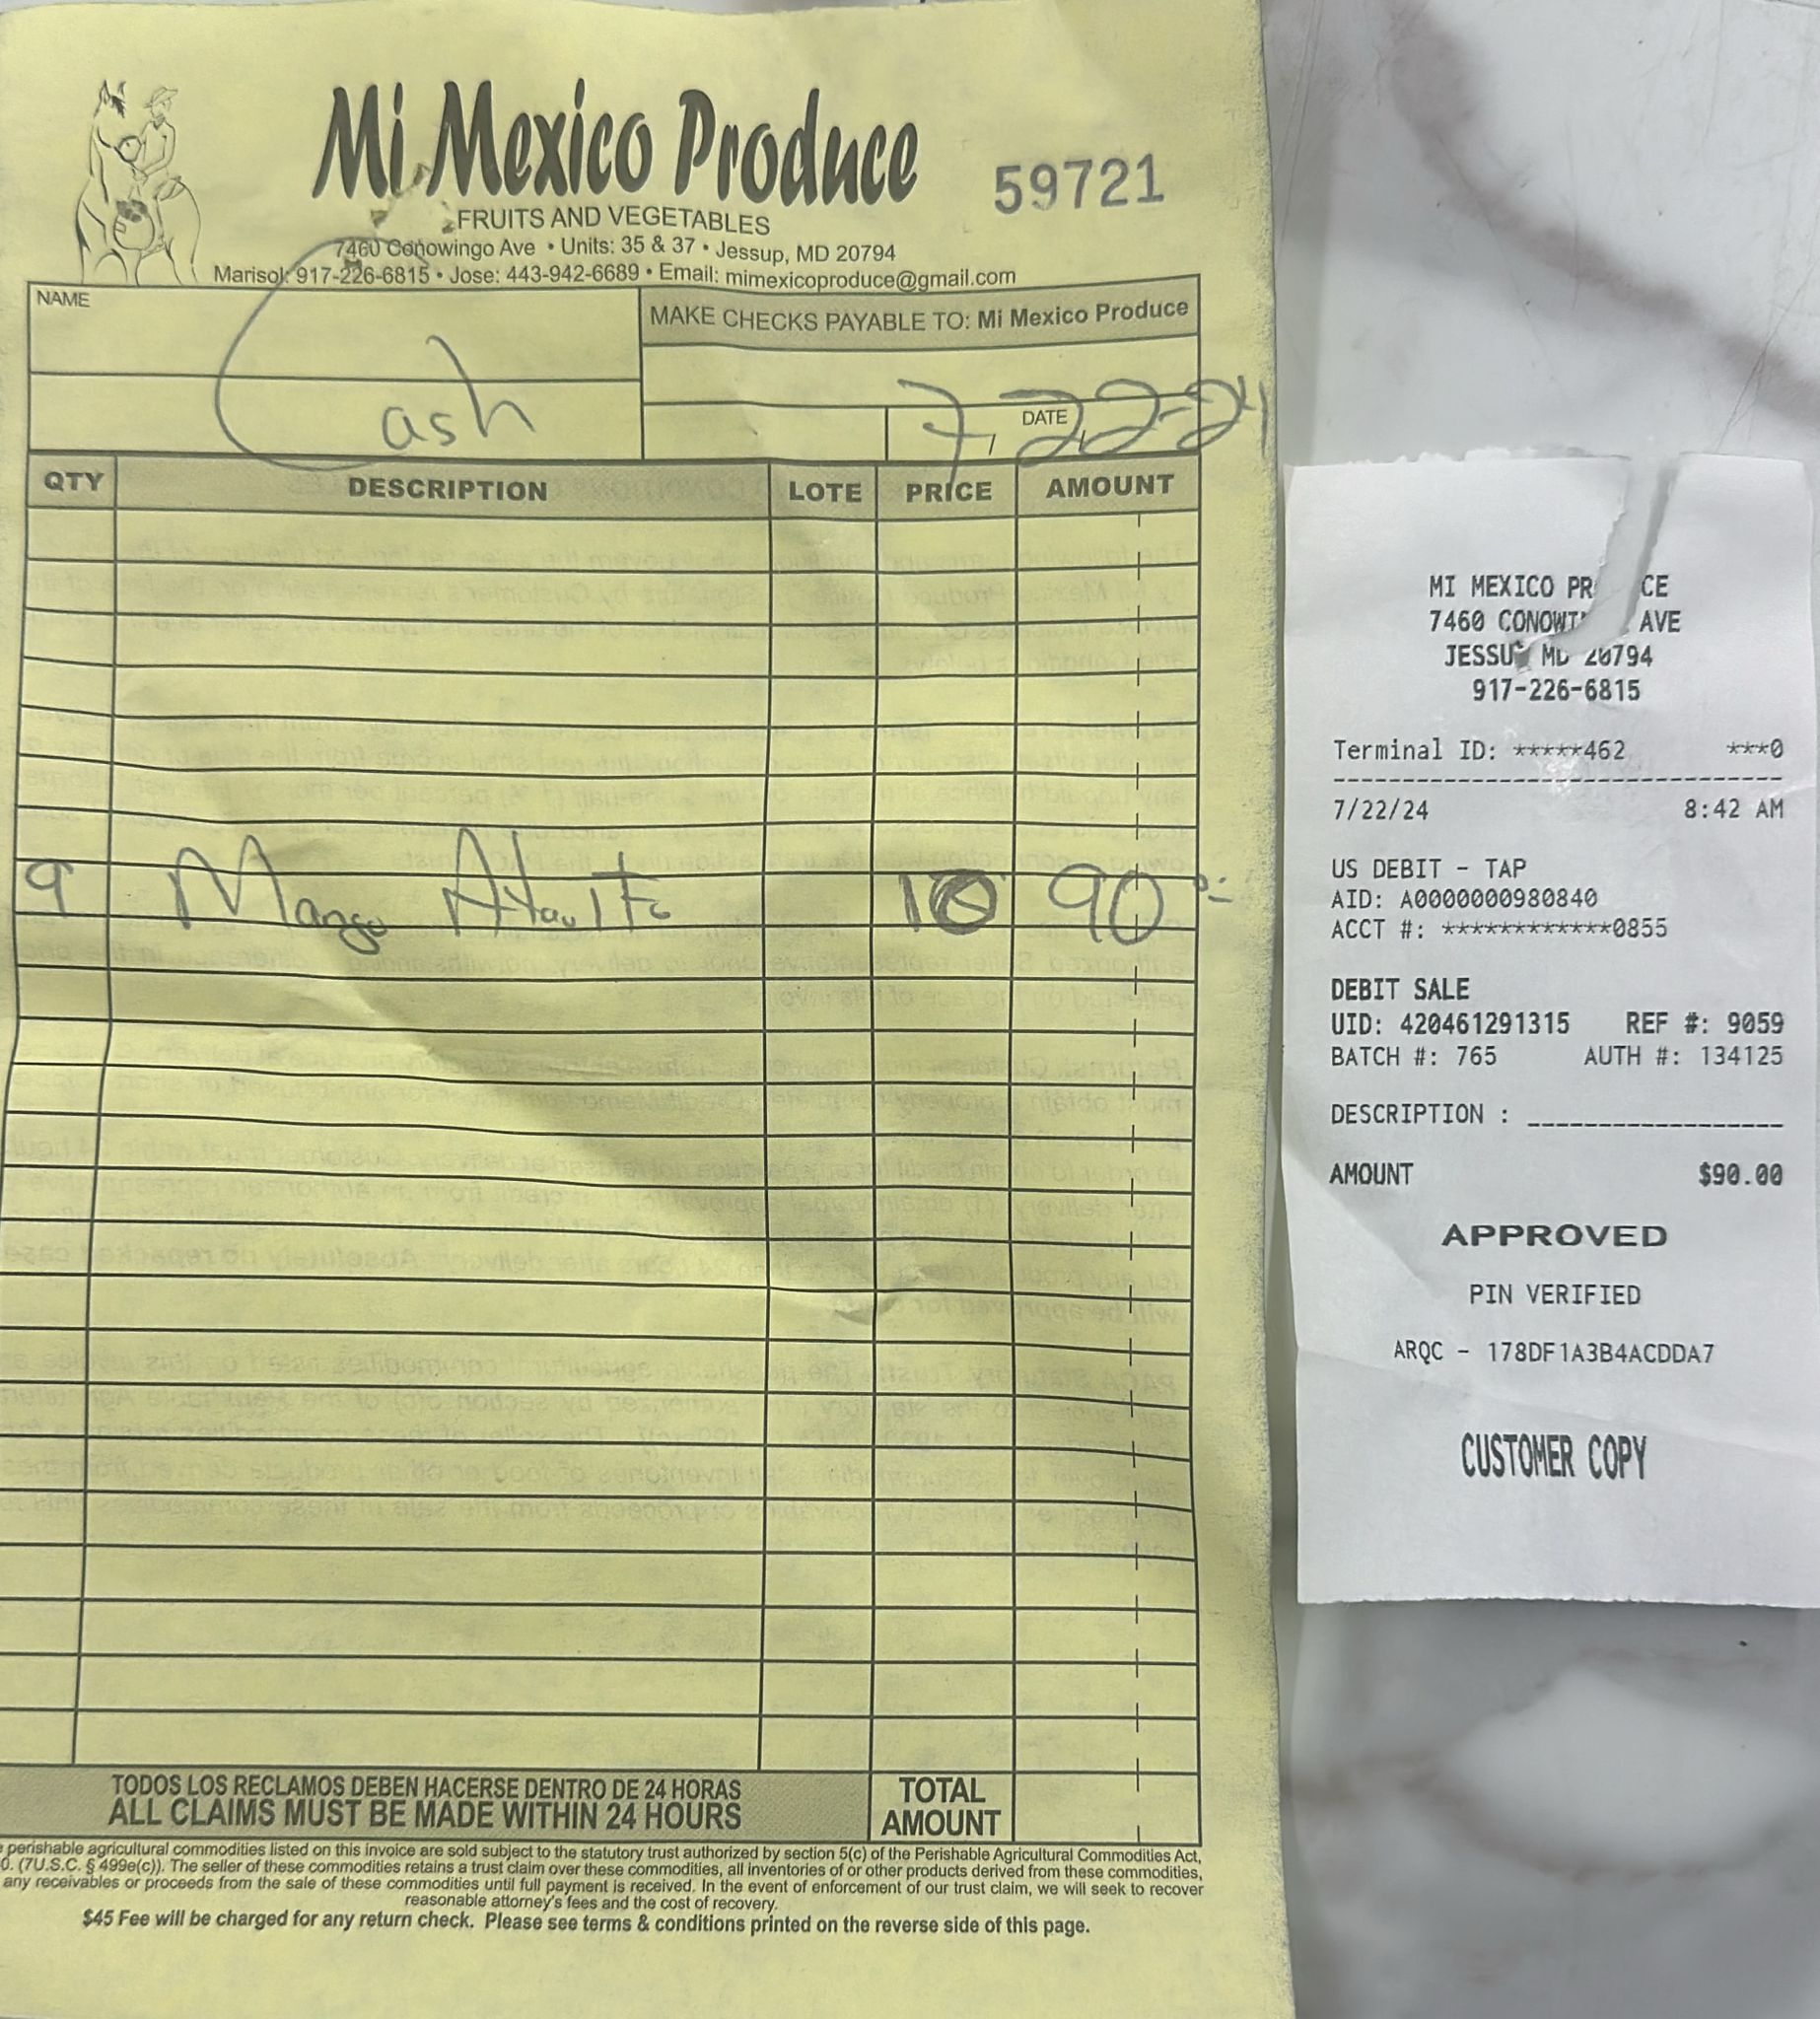 Mi Mexico Produce
59721
FRUITS AND VEGETABLES
7460 Conowingo Ave • Units: 35 & 37 • Jessup, MD 20794
Marisol: 917-226-6815 • Jose: 443-942-6689 • Email: mimexicoproduce@gmail.com
NAME
Cash
MAKE CHECKS PAYABLE TO: Mi Mexico Produce
DATE
7-22-24
QTY DESCRIPTION LOTE PRICE AMOUNT
9 Mango Ataulfo 10 90
TODOS LOS RECLAMOS DEBEN HACERSE DENTRO DE 24 HORAS
ALL CLAIMS MUST BE MADE WITHIN 24 HOURS
TOTAL
AMOUNT
perishable agricultural commodities listed on this invoice are sold subject to the statutory trust authorized by section 5(c) of the Perishable Agricultural Commodities Act,
0. (7U.S.C. § 499e(c)). The seller of these commodities retains a trust claim over these commodities, all inventories of or other products derived from these commodities,
any receivables or proceeds from the sale of these commodities until full payment is received. In the event of enforcement of our trust claim, we will seek to recover
reasonable attorney's fees and the cost of recovery.
$45 Fee will be charged for any return check. Please see terms & conditions printed on the reverse side of this page.
MI MEXICO PR CE
7460 CONOWI AVE
JESSU MD 20794
917-226-6815
Terminal ID: *****462 ***0
7/22/24 8:42 AM
US DEBIT - TAP
AID: A0000000980840
ACCT #: ************0855
DEBIT SALE
UID: 420461291315 REF #: 9059
BATCH #: 765 AUTH #: 134125
DESCRIPTION :
AMOUNT $90.00
APPROVED
PIN VERIFIED
ARQC - 178DF1A3B4ACDDA7
CUSTOMER COPY